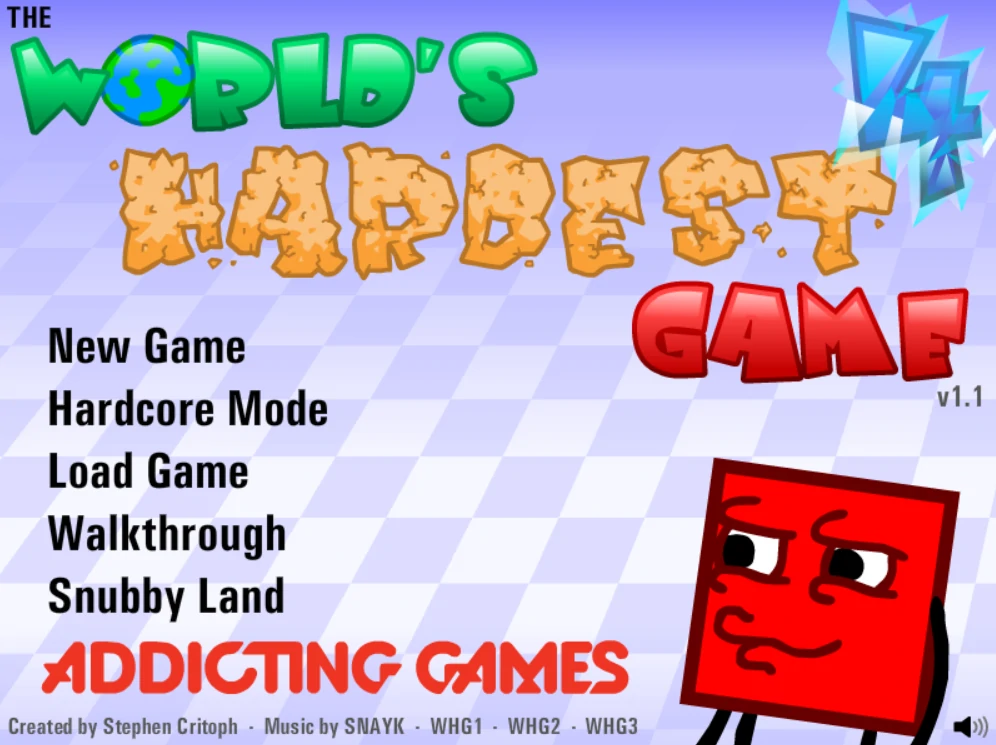 THE
WORLD'S
4
HARDEST
GAME
v1.1
New Game
Hardcore Mode
Load Game
Walkthrough
Snubby Land
ADDICTING GAMES
Created by Stephen Critoph · Music by SNAYK · WHG1 · WHG2 · WHG3